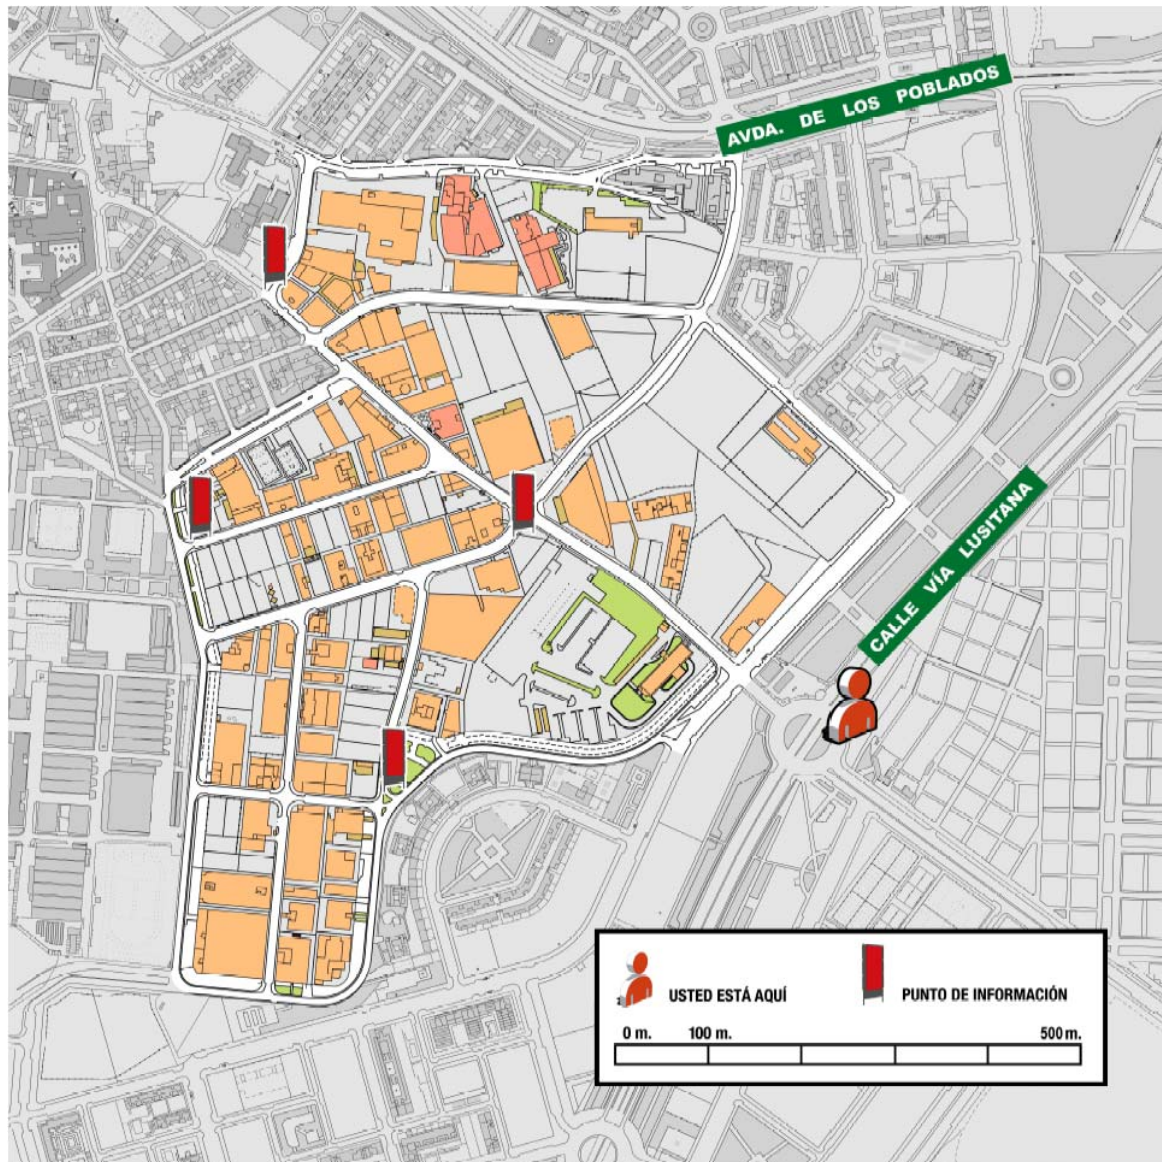 AVDA. DE LOS POBLADOS
CALLE VÍA LUSITANA
USTED ESTÁ AQUÍ
PUNTO DE INFORMACIÓN
0 m. 100 m. 500 m.